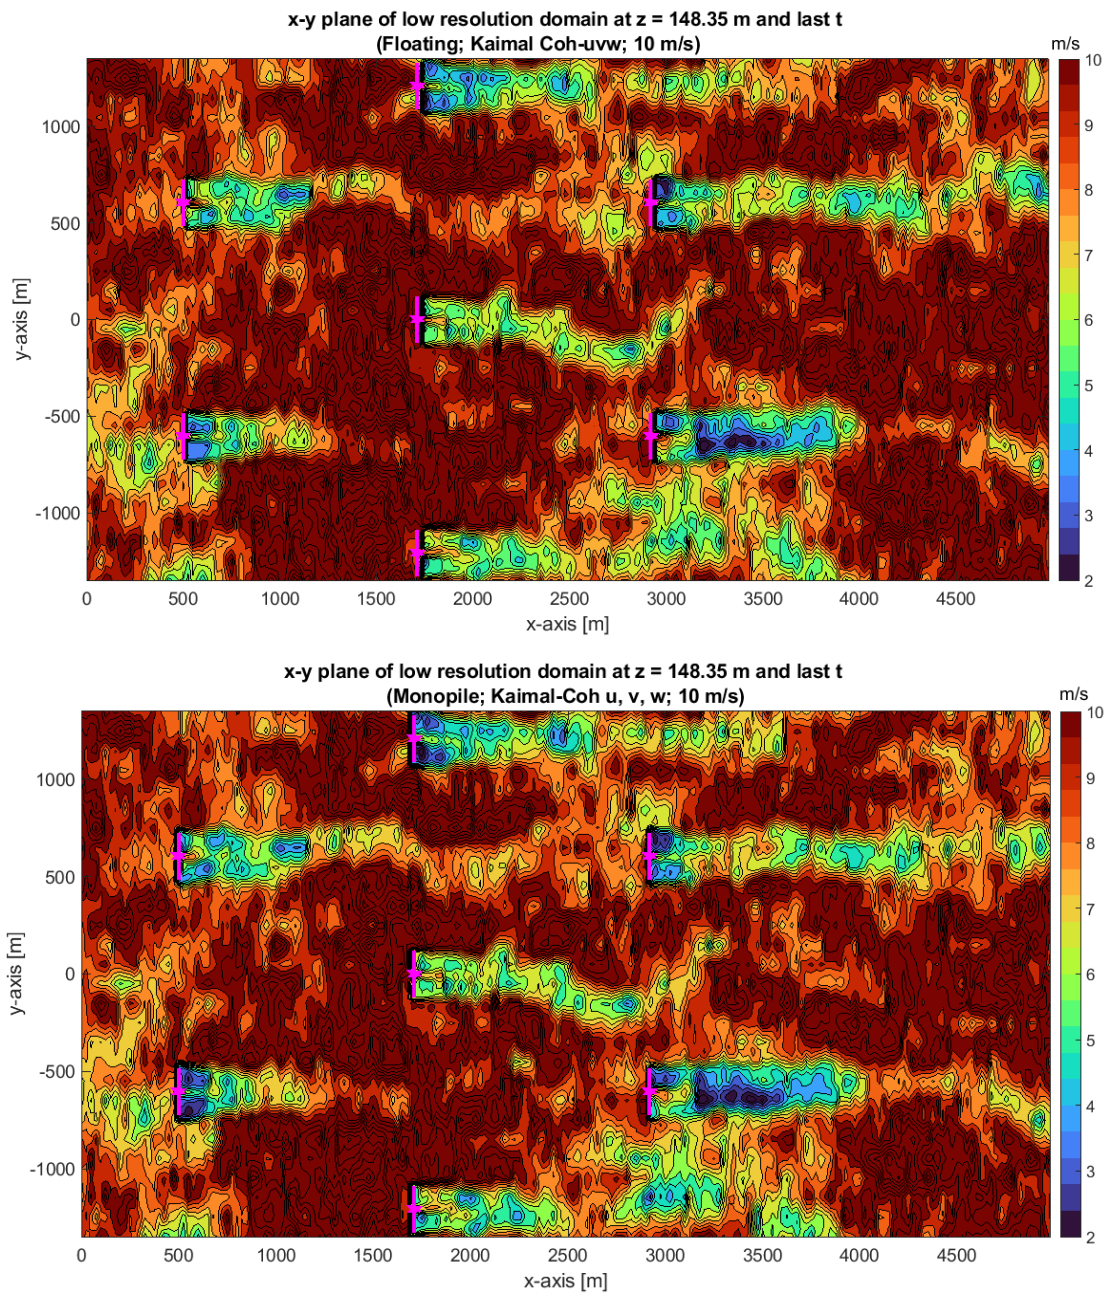 x-y plane of low resolution domain at z = 148.35 m and last t
(Floating; Kaimal Coh-uvw; 10 m/s)
m/s
10
9
8
7
6
5
4
3
2
y-axis [m]
1000
500
0
-500
-1000
0 500 1000 1500 2000 2500 3000 3500 4000 4500
x-axis [m]
x-y plane of low resolution domain at z = 148.35 m and last t
(Monopile; Kaimal-Coh u, v, w; 10 m/s)
m/s
10
9
8
7
6
5
4
3
2
y-axis [m]
1000
500
0
-500
-1000
0 500 1000 1500 2000 2500 3000 3500 4000 4500
x-axis [m]